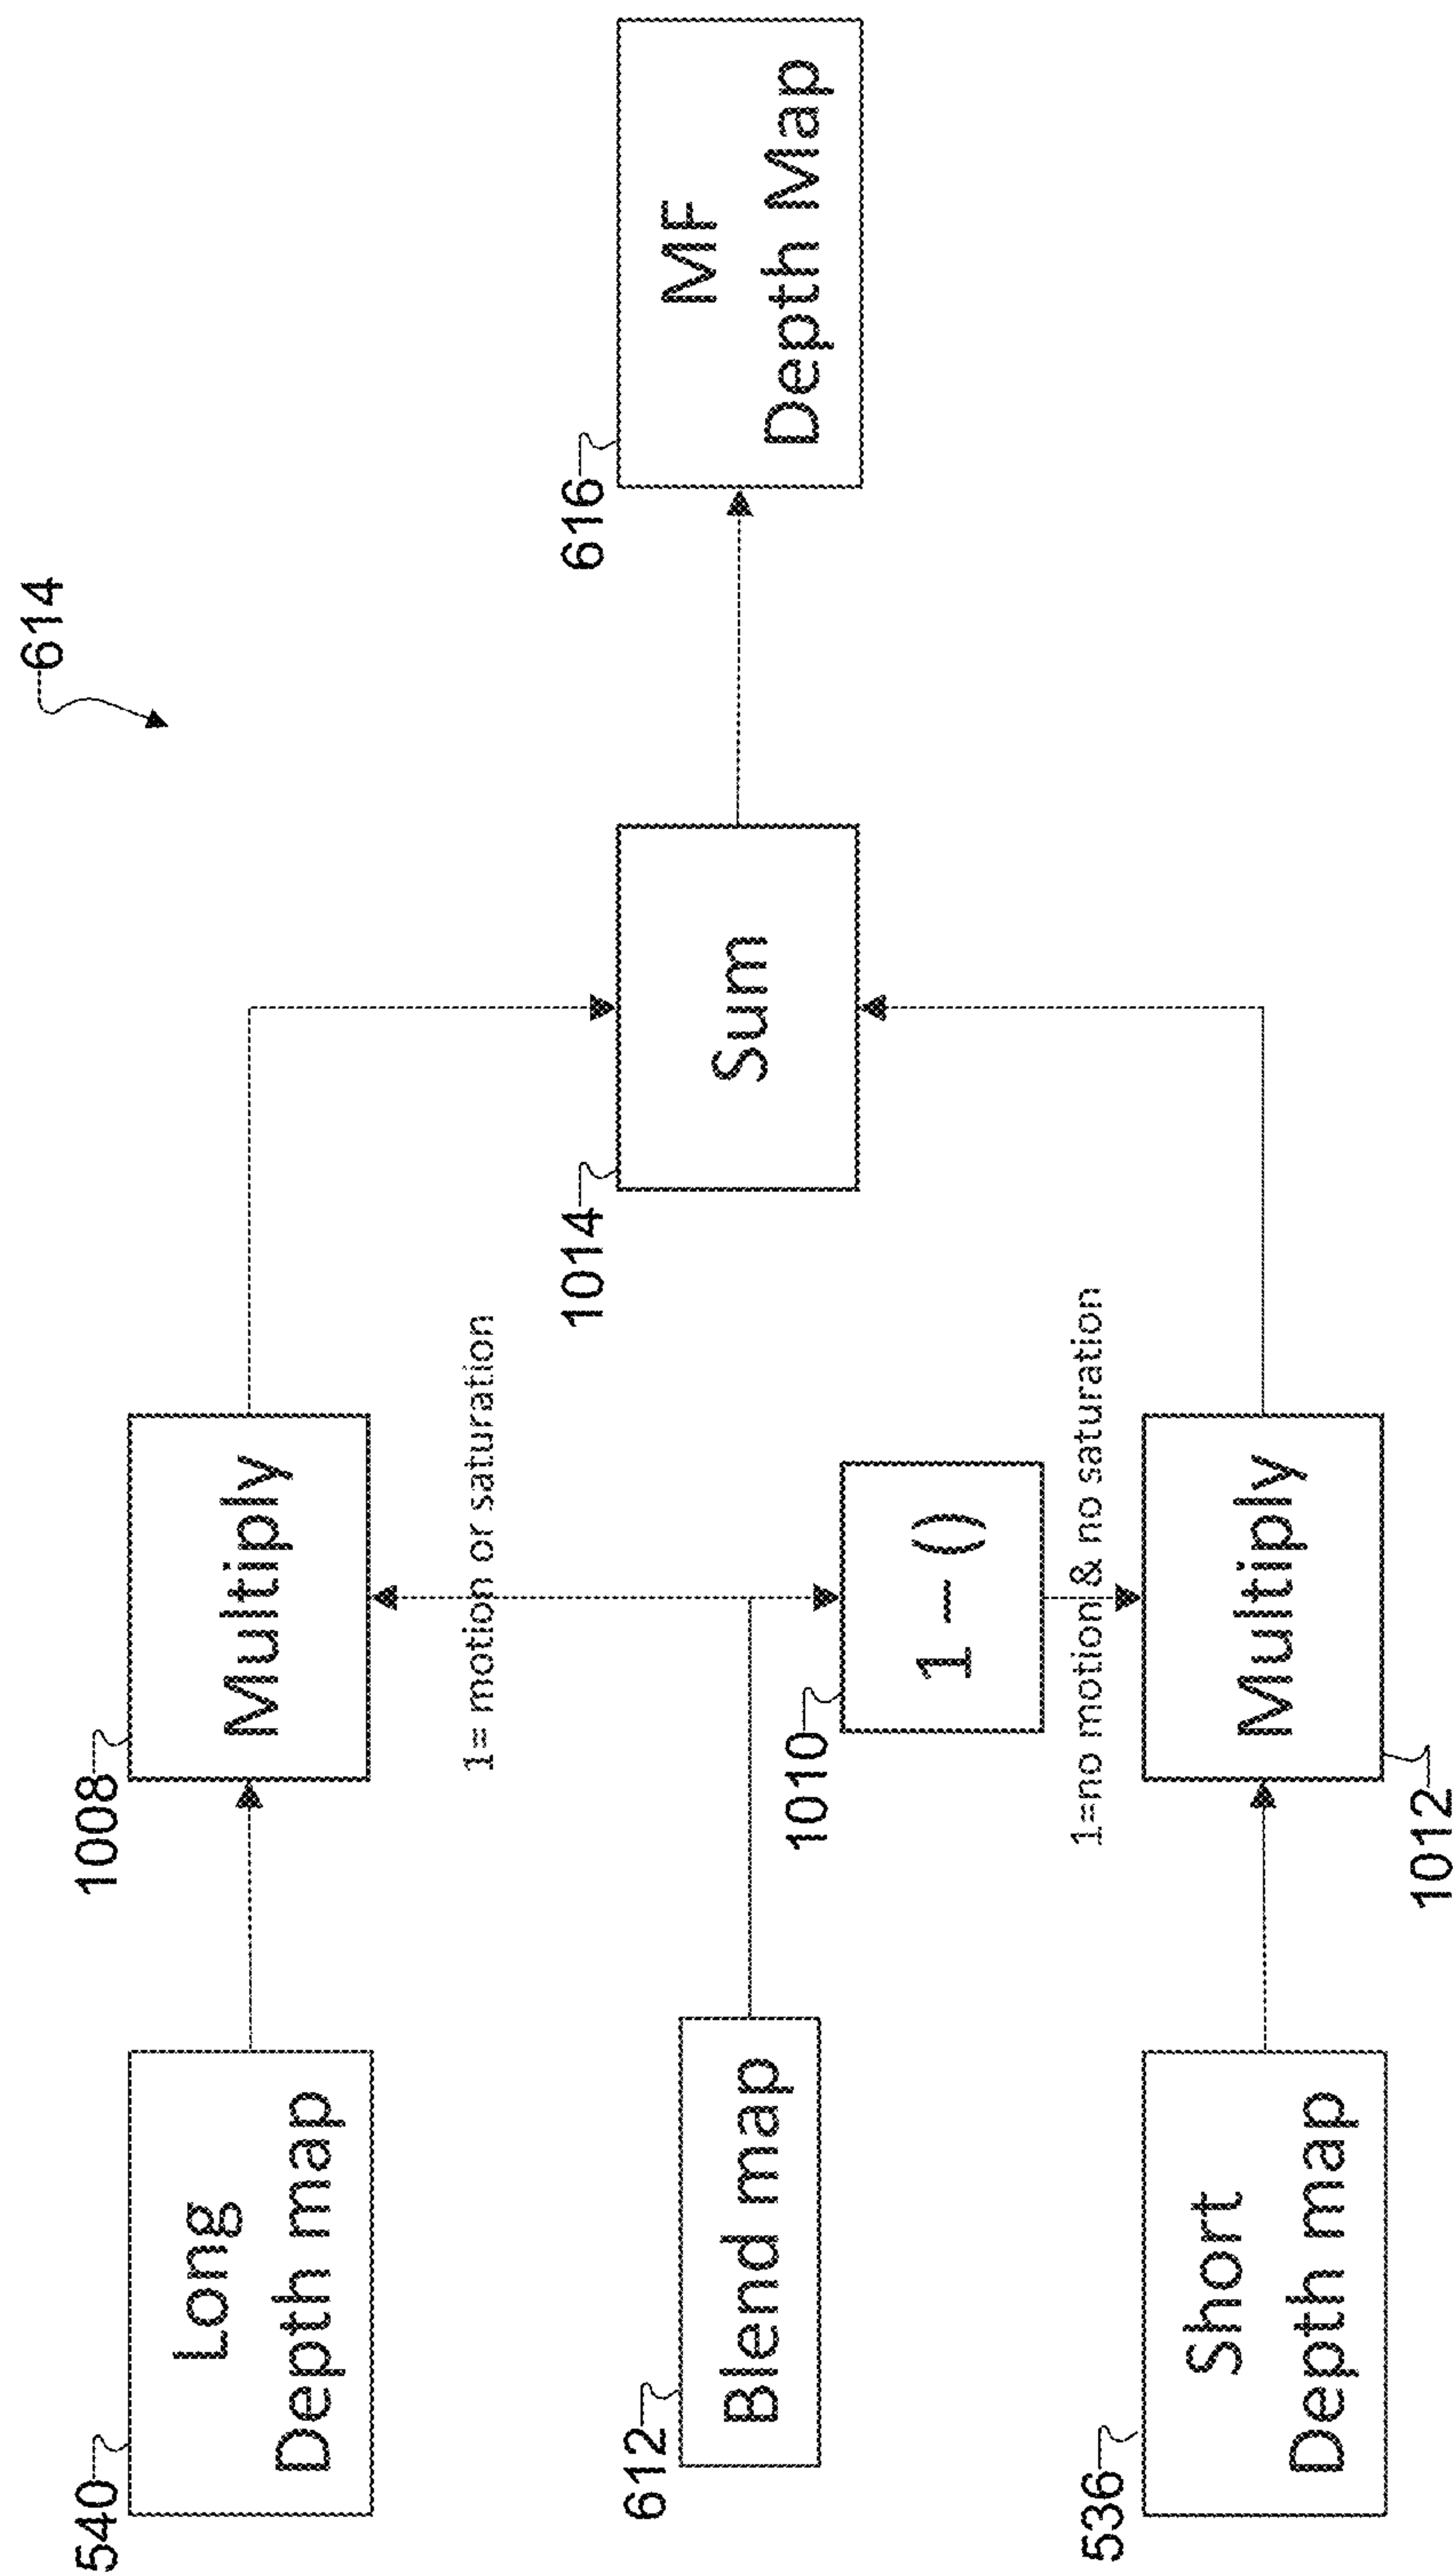 614
540
Long
Depth map
1008
Multiply
1= motion or saturation
612
Blend map
1010
1 – ()
1=no motion & no saturation
536
Short
Depth map
Multiply
1012
1014
Sum
616
MF
Depth Map